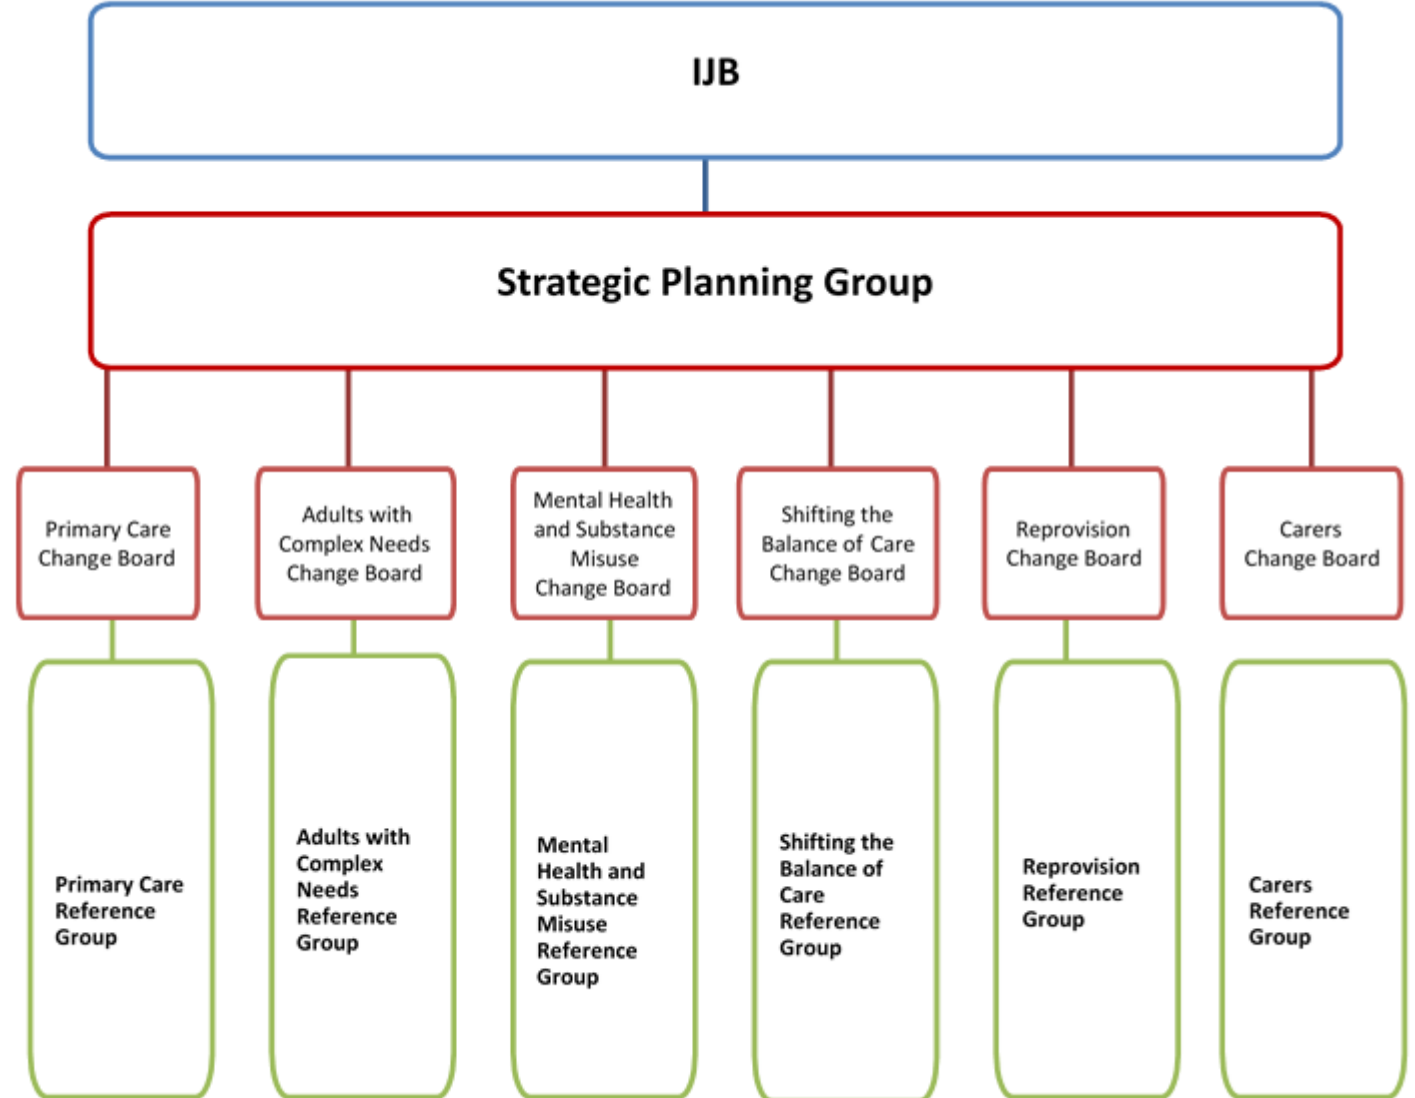 IJB
Strategic Planning Group
Primary Care
Change Board
Adults with
Complex Needs
Change Board
Mental Health
and Substance
Misuse
Change Board
Shifting the
Balance of Care
Change Board
Reprovision
Change Board
Carers
Change Board
Primary Care
Reference
Group
Adults with
Complex
Needs
Reference
Group
Mental
Health and
Substance
Misuse
Reference
Group
Shifting the
Balance of
Care
Reference
Group
Reprovision
Reference
Group
Carers
Reference
Group